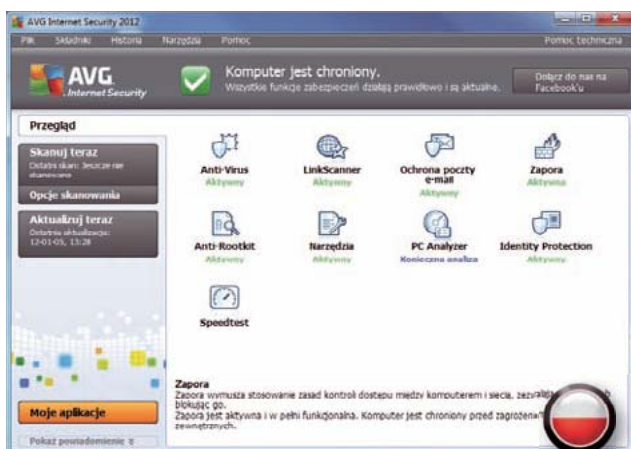 AVG Internet Security 2012
Plik Składniki Historia Narzędzia Pomoc Pomoc techniczna
AVG
Internet Security
Komputer jest chroniony.
Wszystkie funkcje zabezpieczeń działają prawidłowo i są aktualne.
Dołącz do nas na
Facebook'u
Przegląd
Skanuj teraz
Ostatni skan: Jeszcze nie
skanowano
Opcje skanowania
Aktualizuj teraz
Ostatnia aktualizacja:
12-01-05, 13:28
Anti-Virus
Aktywny
LinkScanner
Aktywny
Ochrona poczty
e-mail
Aktywny
Zapora
Aktywna
Anti-Rootkit
Aktywny
Narzędzia
Aktywny
PC Analyzer
Konieczna analiza
Identity Protection
Aktywny
Speedtest
Zapora
Zapora wymusza stosowanie zasad kontroli dostępu między komputerem i siecią,
blokując go.
Zapora jest aktywna i w pełni funkcjonalna. Komputer jest chroniony przed
zewnętrznych.
Moje aplikacje
Pokaż powiadomienie